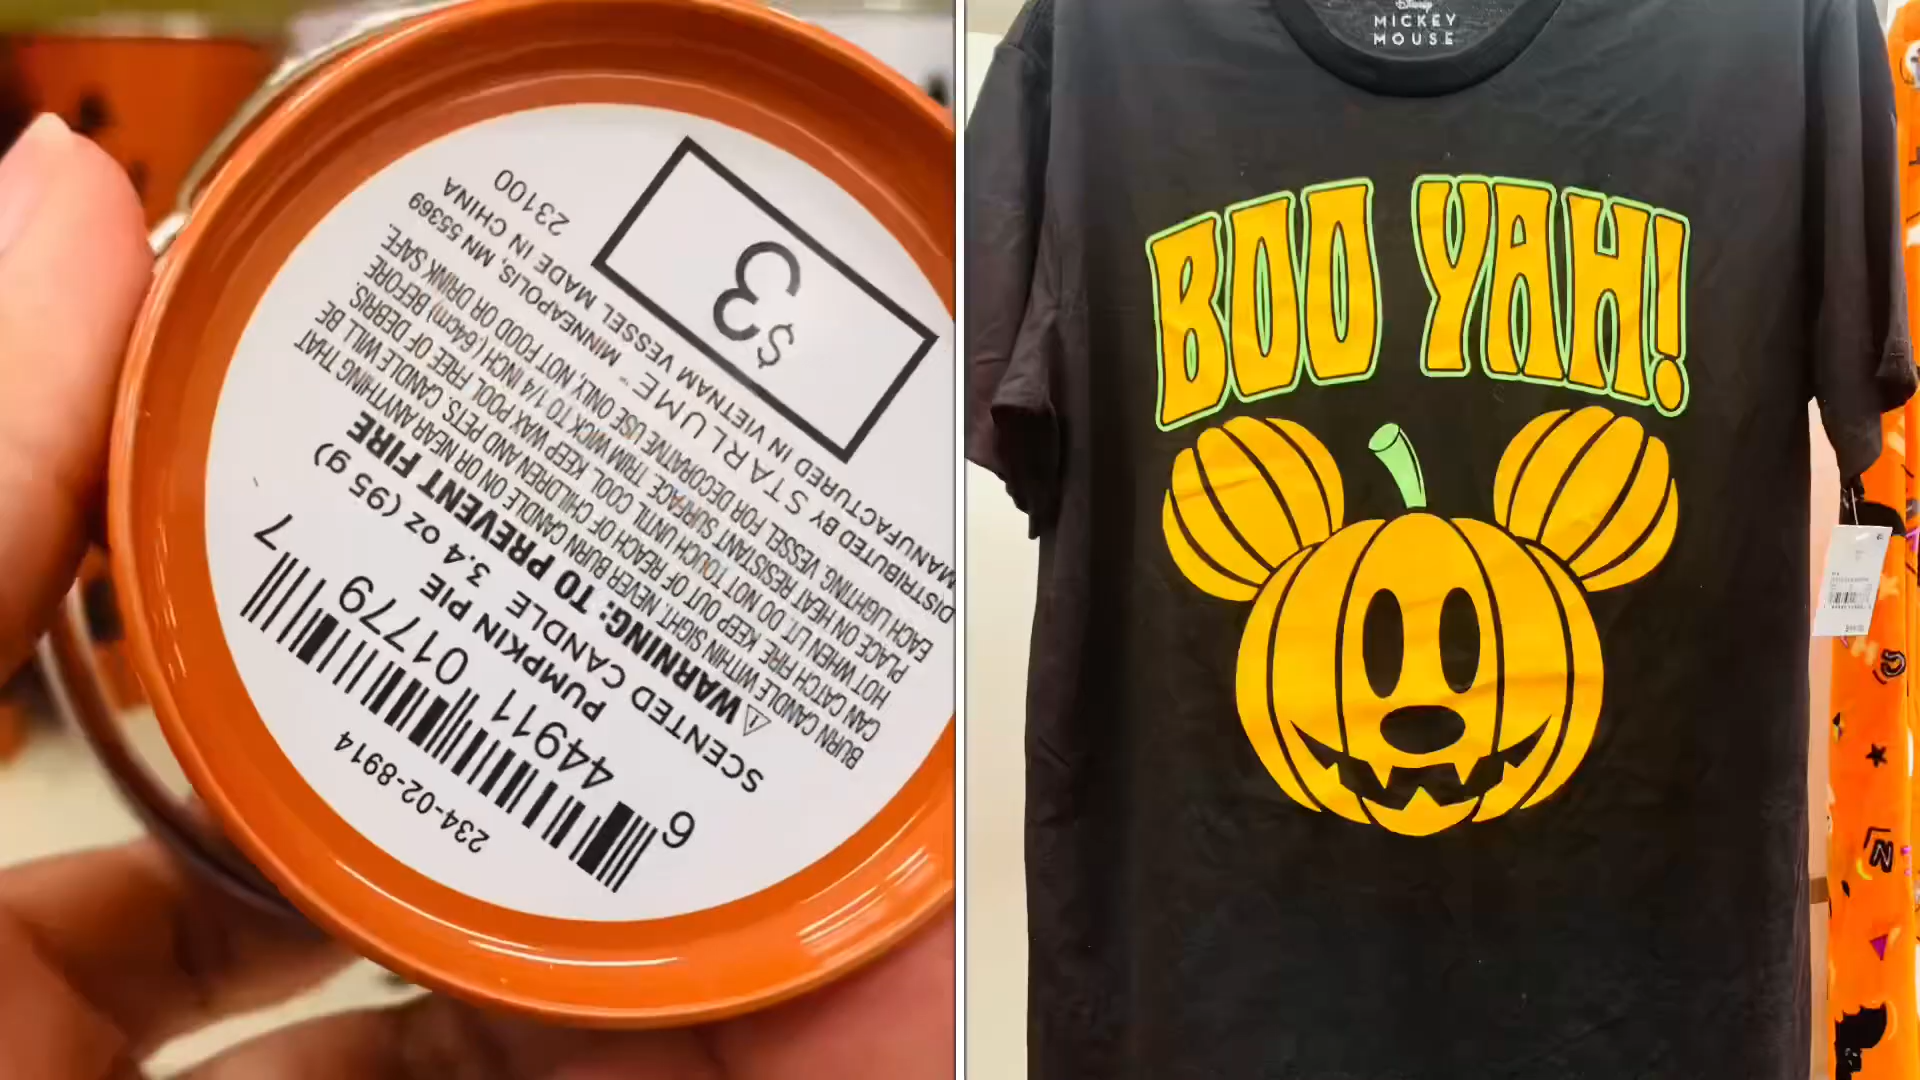 234-02-8914
6 44911 01779 7
PUMPKIN PIE
SCENTED CANDLE 3.4 oz (95 g)
⚠WARNING: TO PREVENT FIRE
BURN CANDLE WITHIN SIGHT. NEVER BURN CANDLE ON OR NEAR ANYTHING THAT
CAN CATCH FIRE. KEEP OUT OF REACH OF CHILDREN AND PETS. CANDLE WILL BE
HOT WHEN LIT. DO NOT TOUCH UNTIL COOL. KEEP WAX POOL FREE OF DEBRIS.
PLACE ON HEAT RESISTANT SURFACE. TRIM WICK TO 1/4 INCH (.64cm) BEFORE
EACH LIGHTING. VESSEL FOR DECORATIVE USE ONLY, NOT FOOD OR DRINK SAFE.
DISTRIBUTED BY STARLUME™ MINNEAPOLIS, MN 55369
MANUFACTURED IN VIETNAM VESSEL MADE IN CHINA
23100
$3
Disney
MICKEY
MOUSE
BOO YAH!